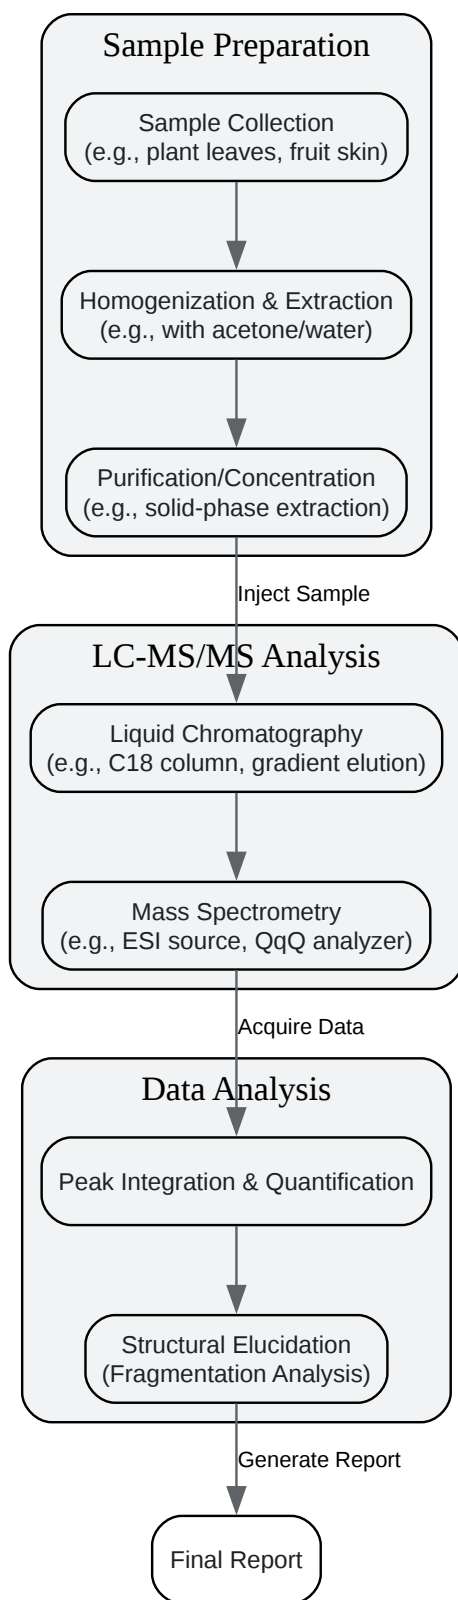 Sample Preparation
Sample Collection
(e.g., plant leaves, fruit skin)
Homogenization & Extraction
(e.g., with acetone/water)
Purification/Concentration
(e.g., solid-phase extraction)
Inject Sample
LC-MS/MS Analysis
Liquid Chromatography
(e.g., C18 column, gradient elution)
Mass Spectrometry
(e.g., ESI source, QqQ analyzer)
Acquire Data
Data Analysis
Peak Integration & Quantification
Structural Elucidation
(Fragmentation Analysis)
Generate Report
Final Report